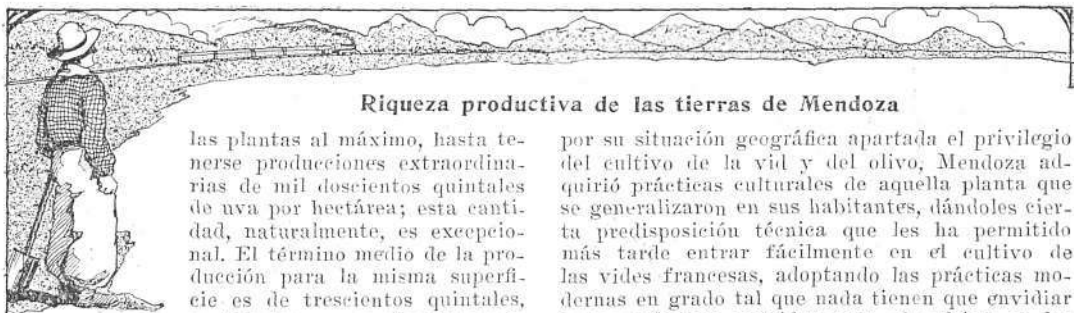 Riqueza productiva de las tierras de Mendoza
las plantas al máximo, hasta te-
nerse producciones extraordina-
rias de mil doscientos quintales
de uva por hectárea; esta canti-
dad, naturalmente, es excepcio-
nal. El término medio de la pro-
ducción para la misma superfi-
cie es de trescientos quintales,
por su situación geográfica apartada el privilegio
del cultivo de la vid y del olivo, Mendoza ad-
quirió prácticas culturales de aquella planta que
se generalizaron en sus habitantes, dándoles cier-
ta predisposición técnica que les ha permitido
más tarde entrar fácilmente en el cultivo de
las vides francesas, adoptando las prácticas mo-
dernas en grado tal que nada tienen que envidiar